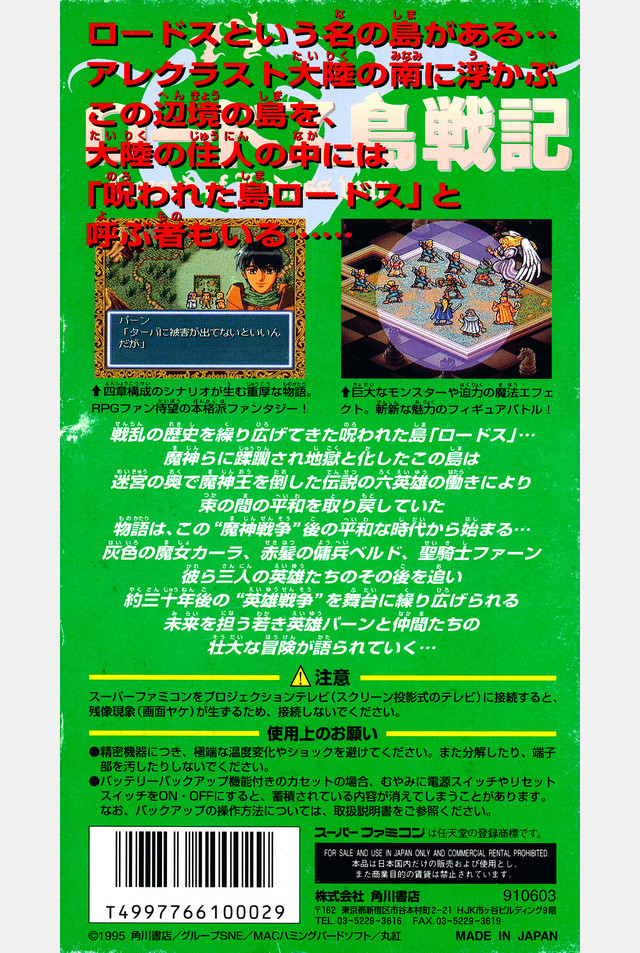 ロードスという名の島がある…
アレクラスト大陸の南に浮かぶ
この辺境の島を、
大陸の住人の中には
「呪われた島ロードス」と
呼ぶ者もいる……
島戦記
パーン
「ターバに被害が出てないといいん
だが」
Record of Lodoss War
⬆四章構成のシナリオが生む重厚な物語。
RPGファン待望の本格派ファンタジー!
⬆巨大なモンスターや迫力の魔法エフェ
クト。斬新な魅力のフィギュアバトル!
戦乱の歴史を繰り広げてきた呪われた島「ロードス」…
魔神らに蹂躙され地獄と化したこの島は
迷宮の奥で魔神王を倒した伝説の六英雄の働きにより
束の間の平和を取り戻していた
物語は、この“魔神戦争”後の平和な時代から始まる…
灰色の魔女カーラ、赤髪の傭兵ベルド、聖騎士ファーン
彼ら三人の英雄たちのその後を追い
約三十年後の“英雄戦争”を舞台に繰り広げられる
未来を担う若き英雄パーンと仲間たちの
壮大な冒険が語られていく…
注意
スーパーファミコンをプロジェクションテレビ(スクリーン投影式のテレビ)に接続すると、
残像現象(画面ヤケ)が生ずるため、接続しないでください。
使用上のお願い
●精密機器につき、極端な温度変化やショックを避けてください。また分解したり、端子
部を汚したりしないでください。
●バッテリーバックアップ機能付きのカセットの場合、むやみに電源スイッチやリセット
スイッチをON・OFFにすると、蓄積されている内容が消えてしまうことがあります。
なお、バックアップの操作方法については、取扱説明書をご参照ください。
スーパーファミコンは任天堂の登録商標です。
FOR SALE AND USE IN JAPAN ONLY AND COMMERCIAL RENTAL PROHIBITED.
本品は日本国内だけの販売および使用とし、
また商業目的の賃貸は禁止されています。
株式会社 角川書店 910603
〒162 東京都新宿区市谷本村町2-21 HJK市ヶ谷ビルディング9階
TEL.03-5229-3616 FAX.03-5229-3619
T4997766100029
©1995 角川書店/グループSNE/MACハミングバードソフト/丸紅 MADE IN JAPAN